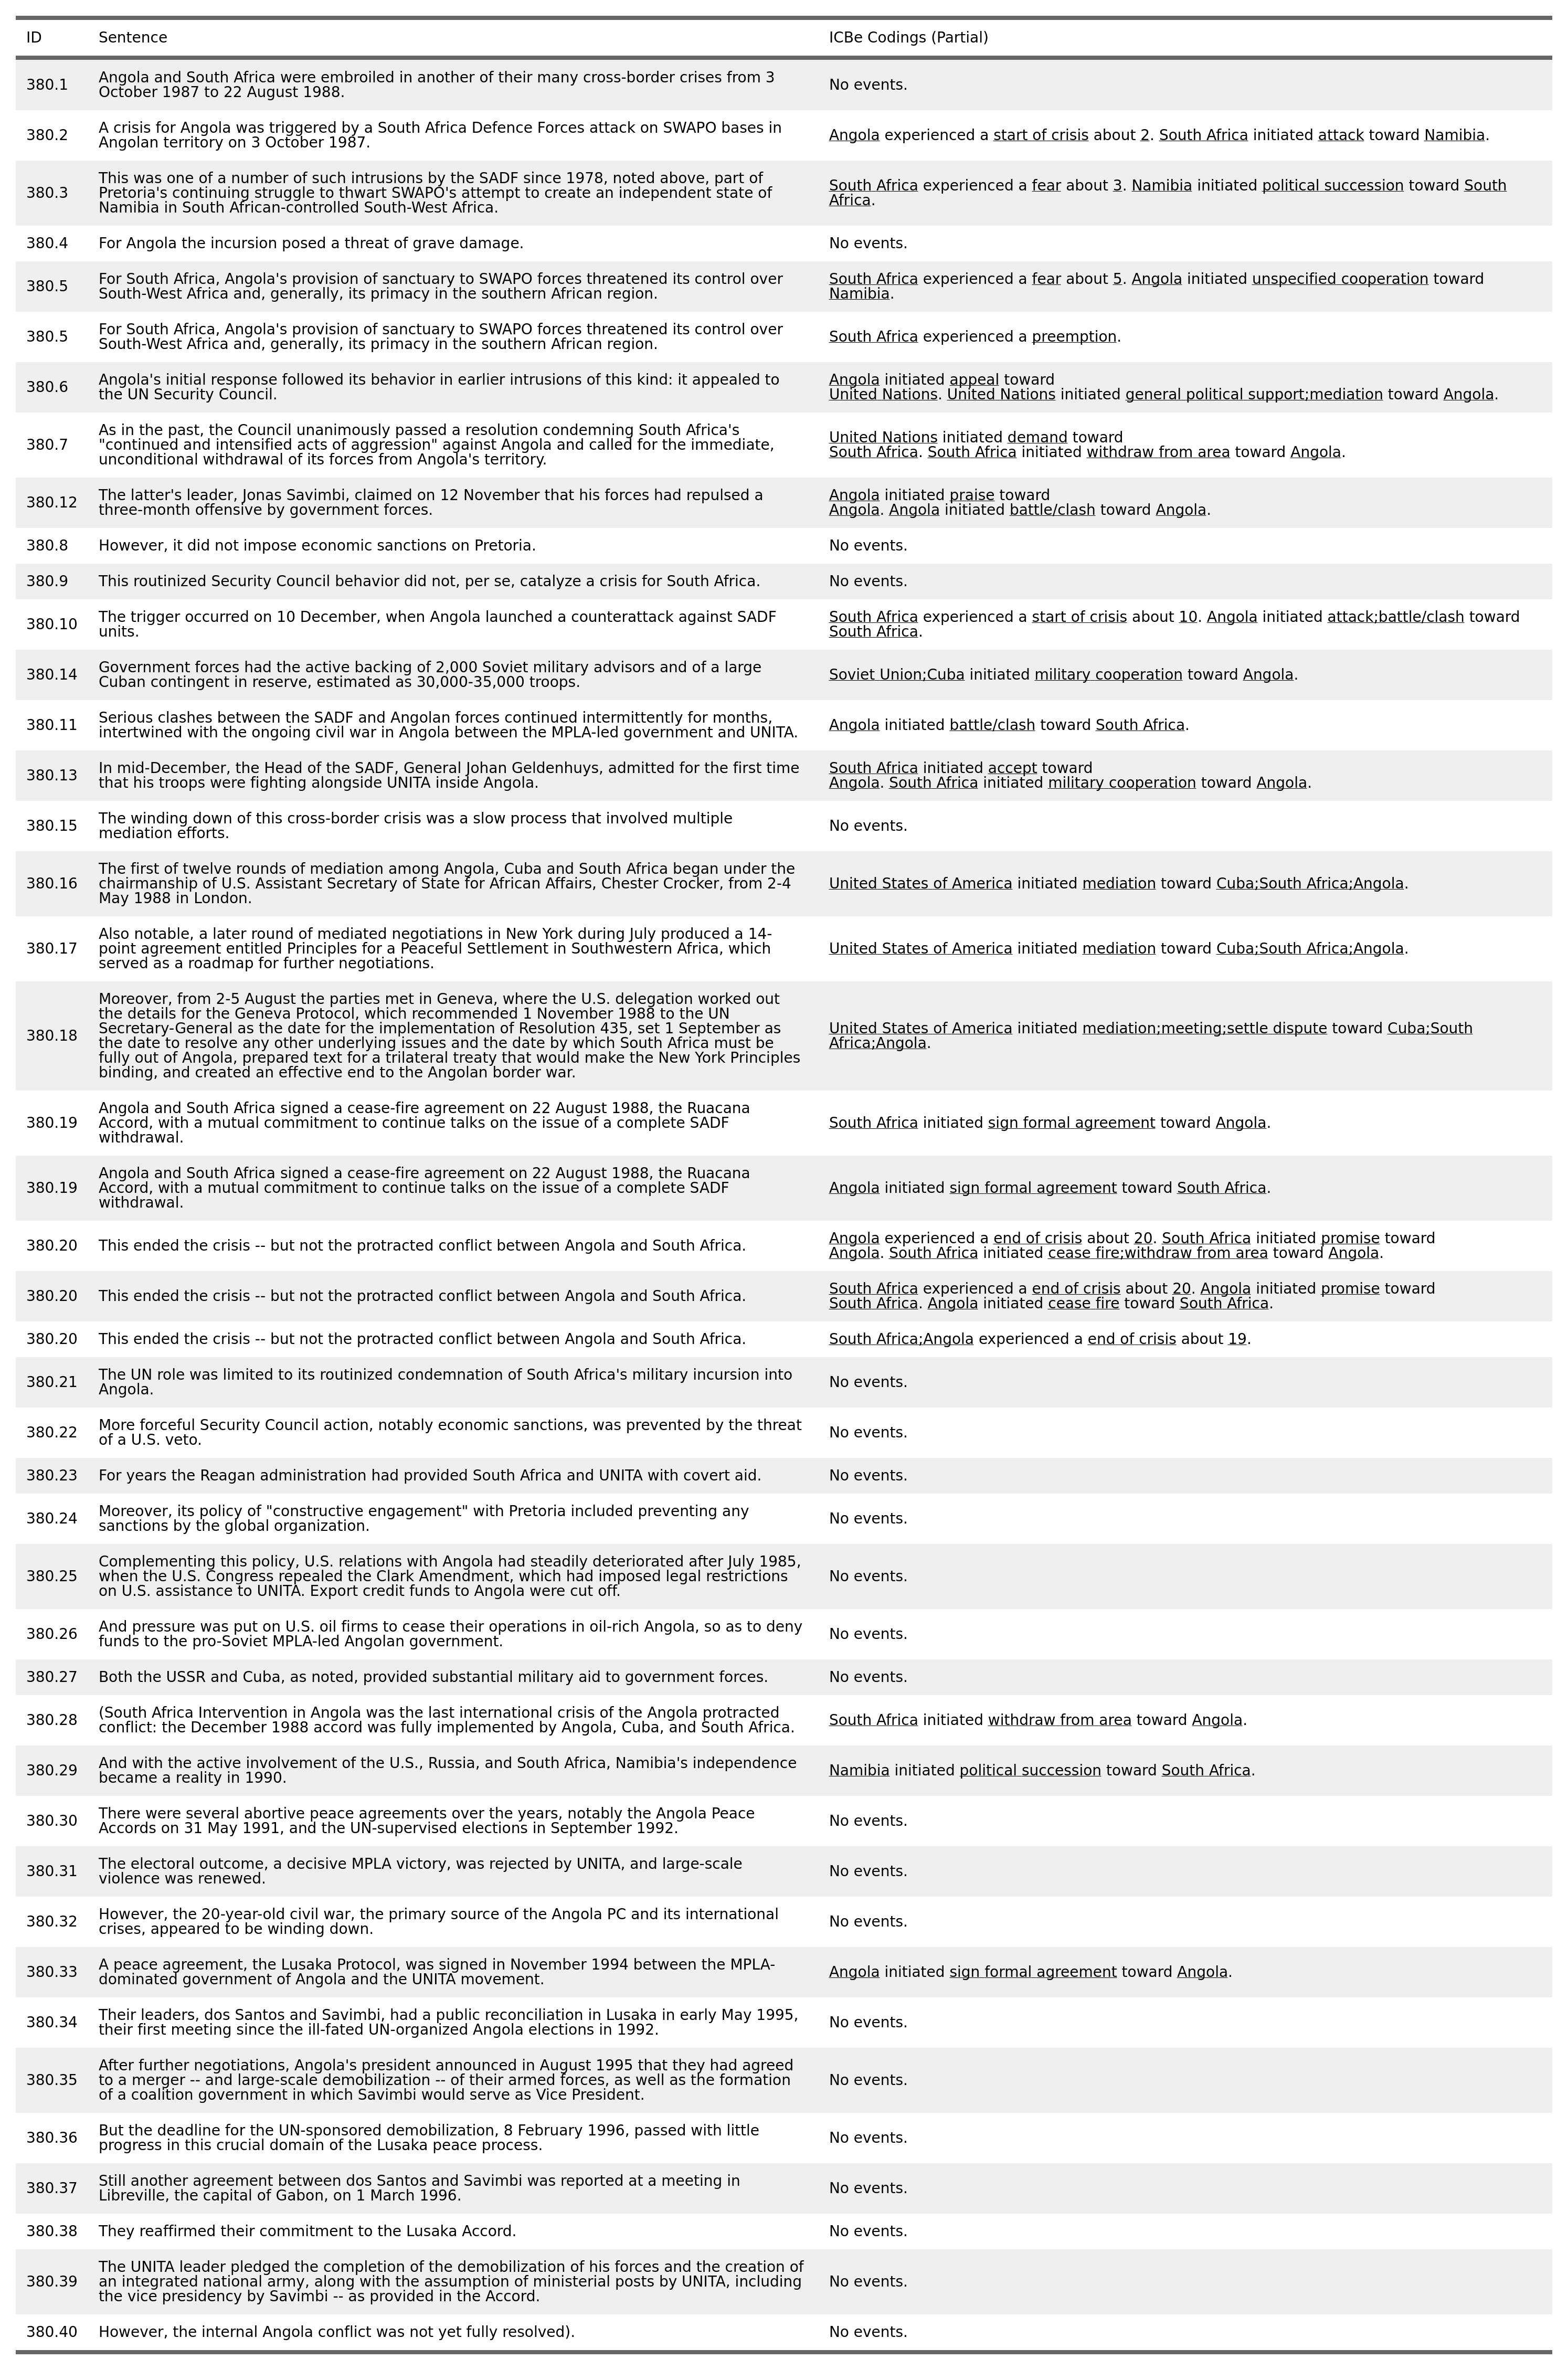 ID Sentence ICBe Codings (Partial)
380.1 Angola and South Africa were embroiled in another of their many cross-border crises from 3
October 1987 to 22 August 1988.
No events.
380.2 A crisis for Angola was triggered by a South Africa Defence Forces attack on SWAPO bases in
Angolan territory on 3 October 1987.
Angola experienced a start of crisis about 2. South Africa initiated attack toward Namibia.
380.3 This was one of a number of such intrusions by the SADF since 1978, noted above, part of
Pretoria's continuing struggle to thwart SWAPO's attempt to create an independent state of
Namibia in South African-controlled South-West Africa.
South Africa experienced a fear about 3. Namibia initiated political succession toward South
Africa.
380.4 For Angola the incursion posed a threat of grave damage.
No events.
380.5 For South Africa, Angola's provision of sanctuary to SWAPO forces threatened its control over
South-West Africa and, generally, its primacy in the southern African region.
South Africa experienced a fear about 5. Angola initiated unspecified cooperation toward
Namibia.
380.5 For South Africa, Angola's provision of sanctuary to SWAPO forces threatened its control over
South-West Africa and, generally, its primacy in the southern African region.
South Africa experienced a preemption.
380.6 Angola's initial response followed its behavior in earlier intrusions of this kind: it appealed to
the UN Security Council.
Angola initiated appeal toward
United Nations. United Nations initiated general political support;mediation toward Angola.
380.7 As in the past, the Council unanimously passed a resolution condemning South Africa's
"continued and intensified acts of aggression" against Angola and called for the immediate,
unconditional withdrawal of its forces from Angola's territory.
United Nations initiated demand toward
South Africa. South Africa initiated withdraw from area toward Angola.
380.12 The latter's leader, Jonas Savimbi, claimed on 12 November that his forces had repulsed a
three-month offensive by government forces.
Angola initiated praise toward
Angola. Angola initiated battle/clash toward Angola.
380.8 However, it did not impose economic sanctions on Pretoria.
No events.
380.9 This routinized Security Council behavior did not, per se, catalyze a crisis for South Africa.
No events.
380.10 The trigger occurred on 10 December, when Angola launched a counterattack against SADF
units.
South Africa experienced a start of crisis about 10. Angola initiated attack;battle/clash toward
South Africa.
380.14 Government forces had the active backing of 2,000 Soviet military advisors and of a large
Cuban contingent in reserve, estimated as 30,000-35,000 troops.
Soviet Union;Cuba initiated military cooperation toward Angola.
380.11 Serious clashes between the SADF and Angolan forces continued intermittently for months,
intertwined with the ongoing civil war in Angola between the MPLA-led government and UNITA.
Angola initiated battle/clash toward South Africa.
380.13 In mid-December, the Head of the SADF, General Johan Geldenhuys, admitted for the first time
that his troops were fighting alongside UNITA inside Angola.
South Africa initiated accept toward
Angola. South Africa initiated military cooperation toward Angola.
380.15 The winding down of this cross-border crisis was a slow process that involved multiple
mediation efforts.
No events.
380.16 The first of twelve rounds of mediation among Angola, Cuba and South Africa began under the
chairmanship of U.S. Assistant Secretary of State for African Affairs, Chester Crocker, from 2-4
May 1988 in London.
United States of America initiated mediation toward Cuba;South Africa;Angola.
380.17 Also notable, a later round of mediated negotiations in New York during July produced a 14-
point agreement entitled Principles for a Peaceful Settlement in Southwestern Africa, which
served as a roadmap for further negotiations.
United States of America initiated mediation toward Cuba;South Africa;Angola.
380.18 Moreover, from 2-5 August the parties met in Geneva, where the U.S. delegation worked out
the details for the Geneva Protocol, which recommended 1 November 1988 to the UN
Secretary-General as the date for the implementation of Resolution 435, set 1 September as
the date to resolve any other underlying issues and the date by which South Africa must be
fully out of Angola, prepared text for a trilateral treaty that would make the New York Principles
binding, and created an effective end to the Angolan border war.
United States of America initiated mediation;meeting;settle dispute toward Cuba;South
Africa;Angola.
380.19 Angola and South Africa signed a cease-fire agreement on 22 August 1988, the Ruacana
Accord, with a mutual commitment to continue talks on the issue of a complete SADF
withdrawal.
South Africa initiated sign formal agreement toward Angola.
380.19 Angola and South Africa signed a cease-fire agreement on 22 August 1988, the Ruacana
Accord, with a mutual commitment to continue talks on the issue of a complete SADF
withdrawal.
Angola initiated sign formal agreement toward South Africa.
380.20 This ended the crisis -- but not the protracted conflict between Angola and South Africa.
Angola experienced a end of crisis about 20. South Africa initiated promise toward
Angola. South Africa initiated cease fire;withdraw from area toward Angola.
380.20 This ended the crisis -- but not the protracted conflict between Angola and South Africa.
South Africa experienced a end of crisis about 20. Angola initiated promise toward
South Africa. Angola initiated cease fire toward South Africa.
380.20 This ended the crisis -- but not the protracted conflict between Angola and South Africa.
South Africa;Angola experienced a end of crisis about 19.
380.21 The UN role was limited to its routinized condemnation of South Africa's military incursion into
Angola.
No events.
380.22 More forceful Security Council action, notably economic sanctions, was prevented by the threat
of a U.S. veto.
No events.
380.23 For years the Reagan administration had provided South Africa and UNITA with covert aid.
No events.
380.24 Moreover, its policy of "constructive engagement" with Pretoria included preventing any
sanctions by the global organization.
No events.
380.25 Complementing this policy, U.S. relations with Angola had steadily deteriorated after July 1985,
when the U.S. Congress repealed the Clark Amendment, which had imposed legal restrictions
on U.S. assistance to UNITA. Export credit funds to Angola were cut off.
No events.
380.26 And pressure was put on U.S. oil firms to cease their operations in oil-rich Angola, so as to deny
funds to the pro-Soviet MPLA-led Angolan government.
No events.
380.27 Both the USSR and Cuba, as noted, provided substantial military aid to government forces.
No events.
380.28 (South Africa Intervention in Angola was the last international crisis of the Angola protracted
conflict: the December 1988 accord was fully implemented by Angola, Cuba, and South Africa.
South Africa initiated withdraw from area toward Angola.
380.29 And with the active involvement of the U.S., Russia, and South Africa, Namibia's independence
became a reality in 1990.
Namibia initiated political succession toward South Africa.
380.30 There were several abortive peace agreements over the years, notably the Angola Peace
Accords on 31 May 1991, and the UN-supervised elections in September 1992.
No events.
380.31 The electoral outcome, a decisive MPLA victory, was rejected by UNITA, and large-scale
violence was renewed.
No events.
380.32 However, the 20-year-old civil war, the primary source of the Angola PC and its international
crises, appeared to be winding down.
No events.
380.33 A peace agreement, the Lusaka Protocol, was signed in November 1994 between the MPLA-
dominated government of Angola and the UNITA movement.
Angola initiated sign formal agreement toward Angola.
380.34 Their leaders, dos Santos and Savimbi, had a public reconciliation in Lusaka in early May 1995,
their first meeting since the ill-fated UN-organized Angola elections in 1992.
No events.
380.35 After further negotiations, Angola's president announced in August 1995 that they had agreed
to a merger -- and large-scale demobilization -- of their armed forces, as well as the formation
of a coalition government in which Savimbi would serve as Vice President.
No events.
380.36 But the deadline for the UN-sponsored demobilization, 8 February 1996, passed with little
progress in this crucial domain of the Lusaka peace process.
No events.
380.37 Still another agreement between dos Santos and Savimbi was reported at a meeting in
Libreville, the capital of Gabon, on 1 March 1996.
No events.
380.38 They reaffirmed their commitment to the Lusaka Accord.
No events.
380.39 The UNITA leader pledged the completion of the demobilization of his forces and the creation of
an integrated national army, along with the assumption of ministerial posts by UNITA, including
the vice presidency by Savimbi -- as provided in the Accord.
No events.
380.40 However, the internal Angola conflict was not yet fully resolved).
No events.